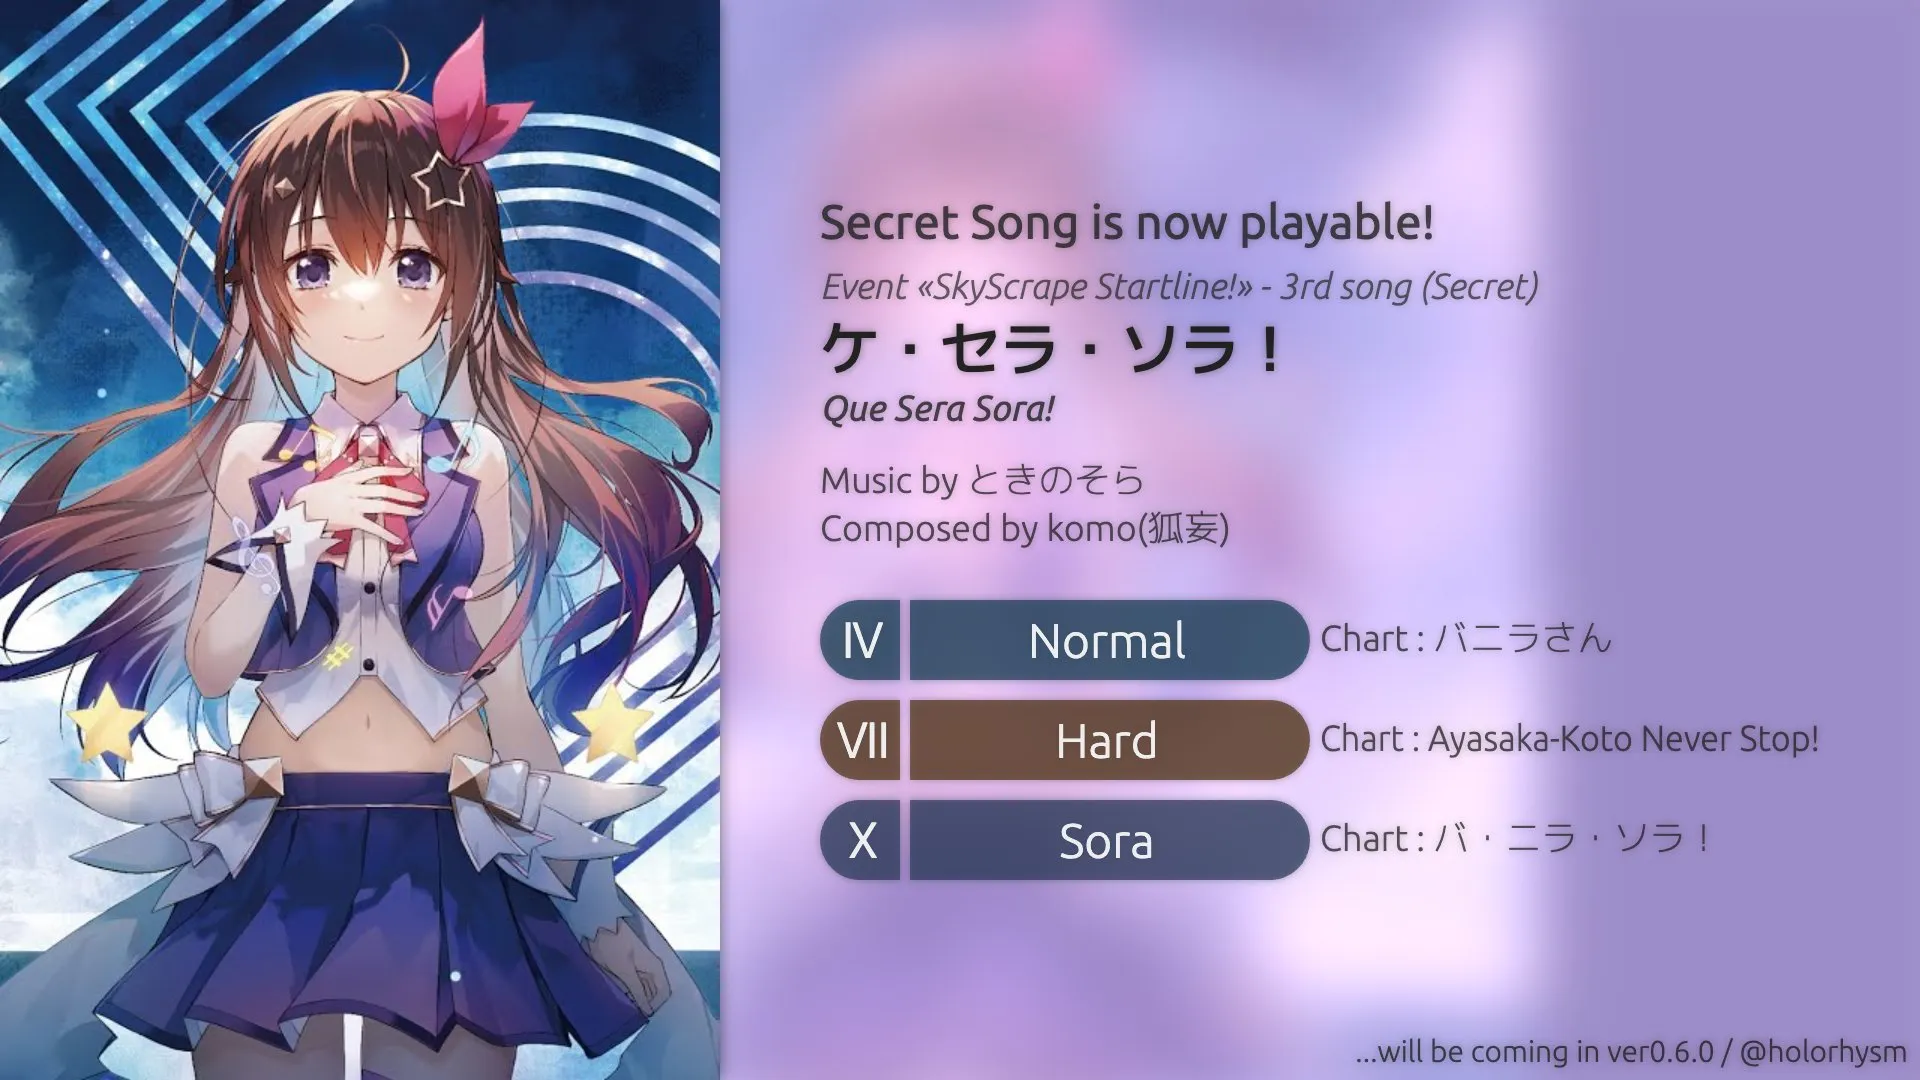 Secret Song is now playable!
Event «SkyScrape Startline!» - 3rd song (Secret)
ケ・セラ・ソラ！
Que Sera Sora!
Music by ときのそら
Composed by komo(狐妄)
IV Normal Chart : バニラさん
VII Hard Chart : Ayasaka-Koto Never Stop!
X Sora Chart : バ・ニラ・ソラ！
...will be coming in ver0.6.0 / @holorhysm